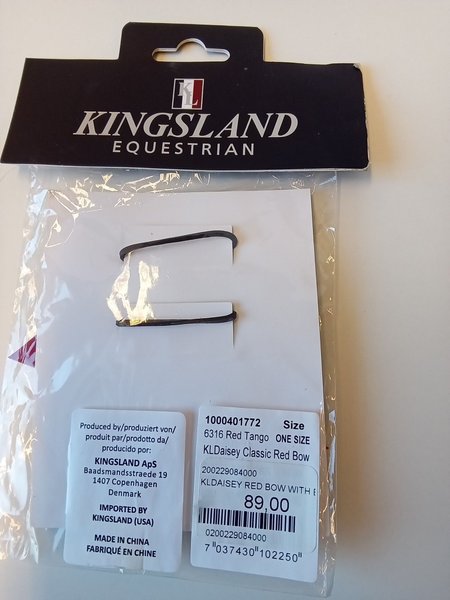 KL
KINGSLAND
EQUESTRIAN
Produced by/produziert von/
produit par/prodotto da/
producido por:
KINGSLAND ApS
Baadsmandsstraede 19
1407 Copenhagen
Denmark
IMPORTED BY
KINGSLAND (USA)
MADE IN CHINA
FABRIQUÉ EN CHINE
1000401772 Size
6316 Red Tango ONE SIZE
KLDaisey Classic Red Bow
200229084000
KLDAISEY RED BOW WITH E
89,00
0200229084000
7 037430 102250